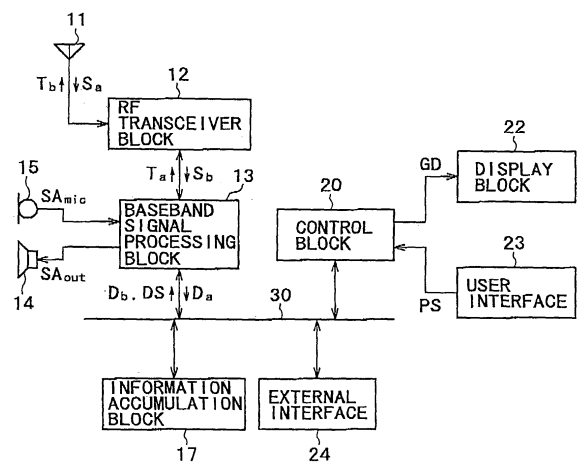 11
Tb Sa
12
RF
TRANSCEIVER
BLOCK
Ta Sb
13
15
SAmic
BASEBAND
SIGNAL
PROCESSING
BLOCK
SAout
14
Db, DS Da
20
CONTROL
BLOCK
GD
22
DISPLAY
BLOCK
23
USER
INTERFACE
PS
30
INFORMATION
ACCUMULATION
BLOCK
17
EXTERNAL
INTERFACE
24